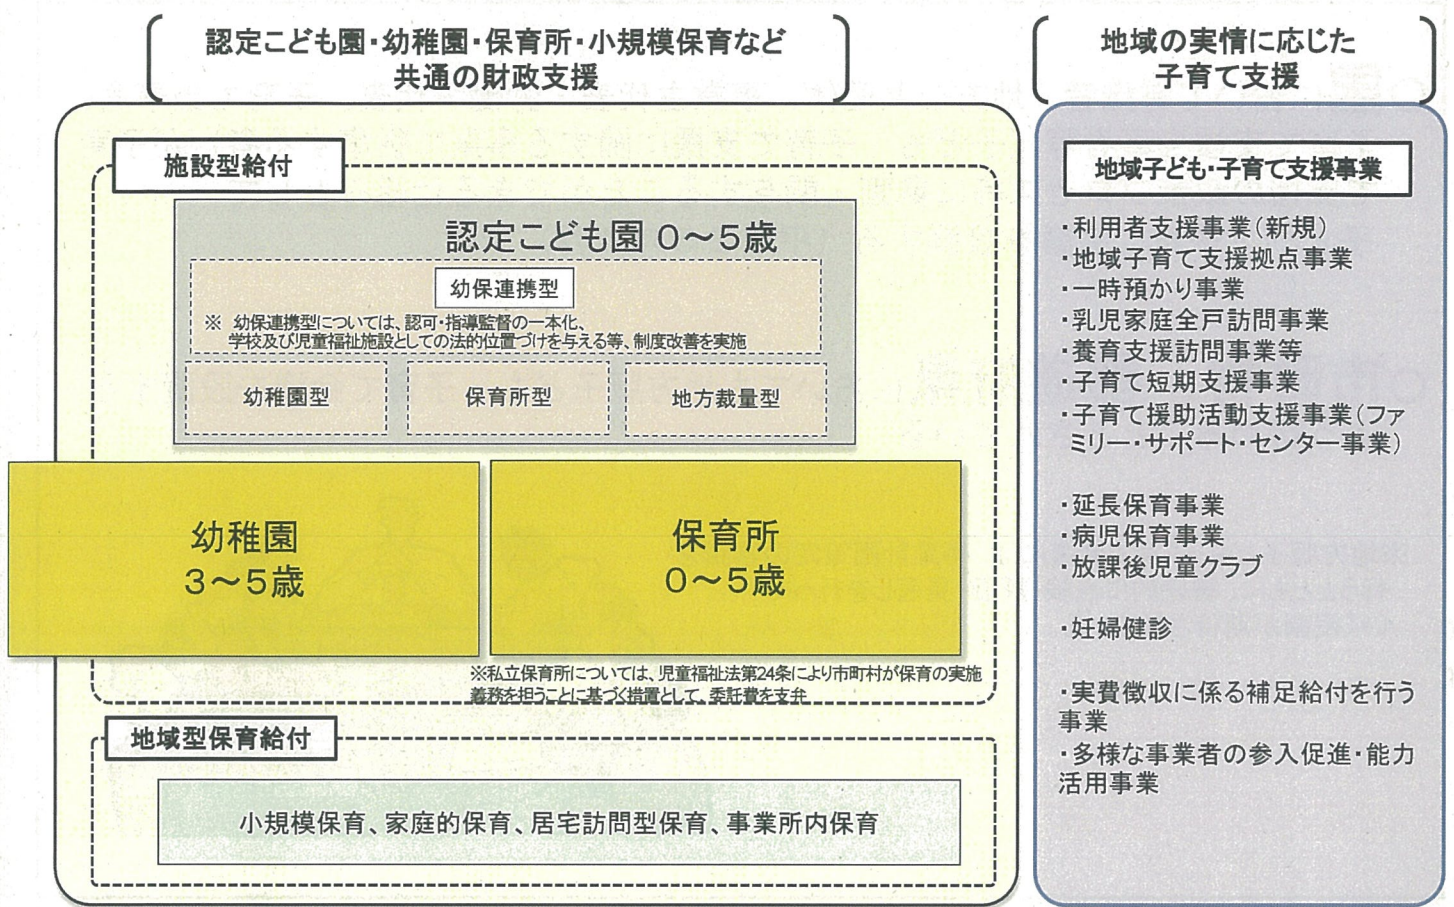 認定こども園・幼稚園・保育所・小規模保育など
共通の財政支援
施設型給付
認定こども園 0～5歳
幼保連携型
※ 幼保連携型については、認可・指導監督の一本化、
学校及び児童福祉施設としての法的位置づけを与える等、制度改善を実施
幼稚園型
保育所型
地方裁量型
幼稚園
3～5歳
保育所
0～5歳
※私立保育所については、児童福祉法第24条により市町村が保育の実施
義務を担うことに基づく措置として、委託費を支弁
地域型保育給付
小規模保育、家庭的保育、居宅訪問型保育、事業所内保育
地域の実情に応じた
子育て支援
地域子ども・子育て支援事業
・利用者支援事業(新規)
・地域子育て支援拠点事業
・一時預かり事業
・乳児家庭全戸訪問事業
・養育支援訪問事業等
・子育て短期支援事業
・子育て援助活動支援事業(ファ
ミリー・サポート・センター事業)
・延長保育事業
・病児保育事業
・放課後児童クラブ
・妊婦健診
・実費徴収に係る補足給付を行う
事業
・多様な事業者の参入促進・能力
活用事業